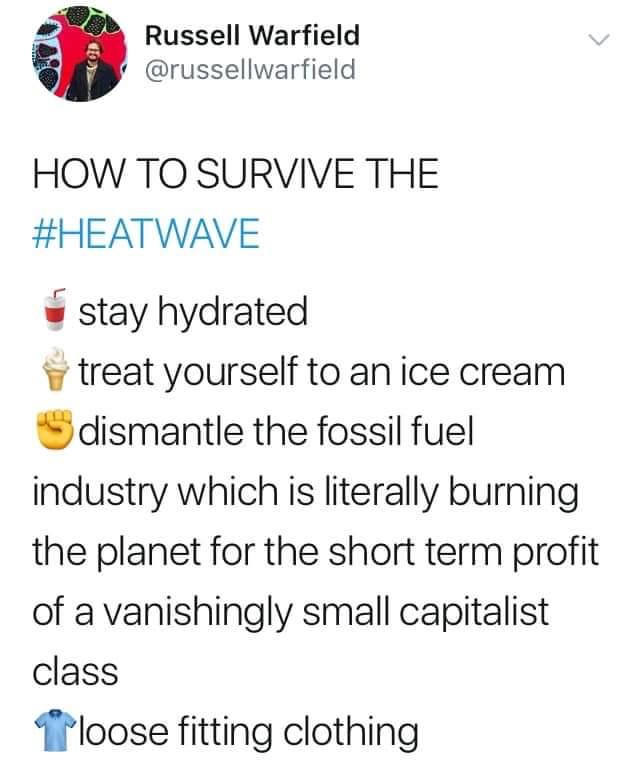 Russell Warfield
@russellwarfield
HOW TO SURVIVE THE
#HEATWAVE
🥤 stay hydrated
🍦 treat yourself to an ice cream
✊ dismantle the fossil fuel
industry which is literally burning
the planet for the short term profit
of a vanishingly small capitalist
class
👕 loose fitting clothing